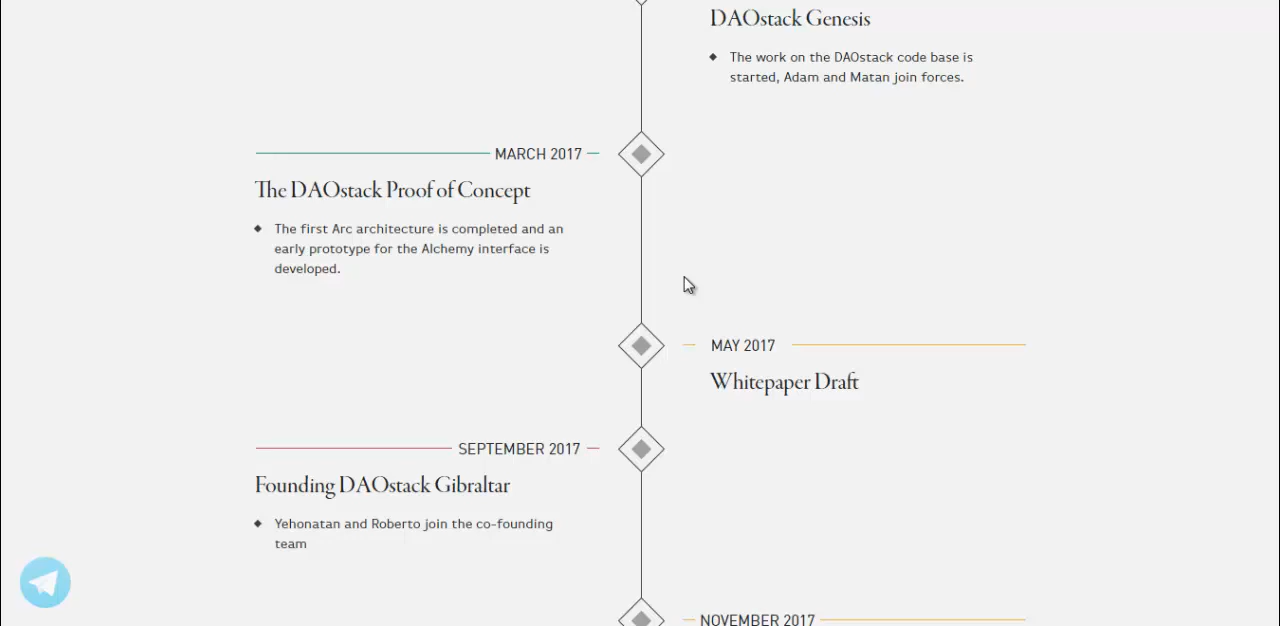 DAOstack Genesis
The work on the DAOstack code base is
started, Adam and Matan join forces.
MARCH 2017
The DAOstack Proof of Concept
The first Arc architecture is completed and an
early prototype for the Alchemy interface is
developed.
MAY 2017
Whitepaper Draft
SEPTEMBER 2017
Founding DAOstack Gibraltar
Yehonatan and Roberto join the co-founding
team
NOVEMBER 2017